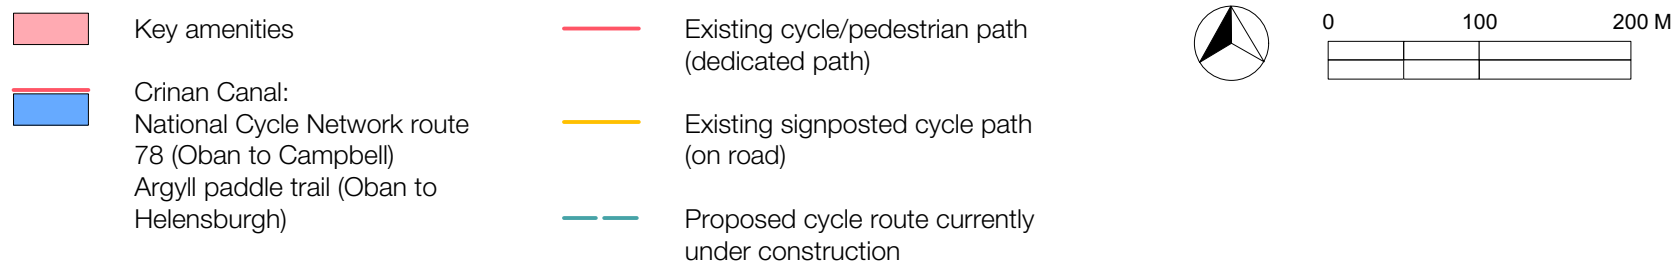 Key amenities
Crinan Canal:
National Cycle Network route
78 (Oban to Campbell)
Argyll paddle trail (Oban to
Helensburgh)
Existing cycle/pedestrian path
(dedicated path)
Existing signposted cycle path
(on road)
Proposed cycle route currently
under construction
0 100 200 M